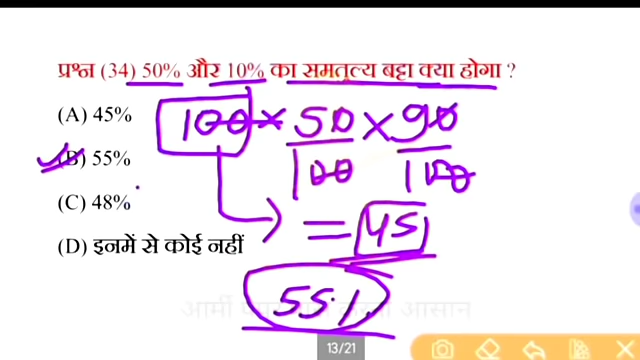 प्रश्न (34) 50% और 10% का समतुल्य बट्टा क्या होगा ?
(A) 45%
100 × 50/100 × 90/100
(B) 55%
(C) 48%
= 45
(D) इनमें से कोई नहीं
55%
13/21